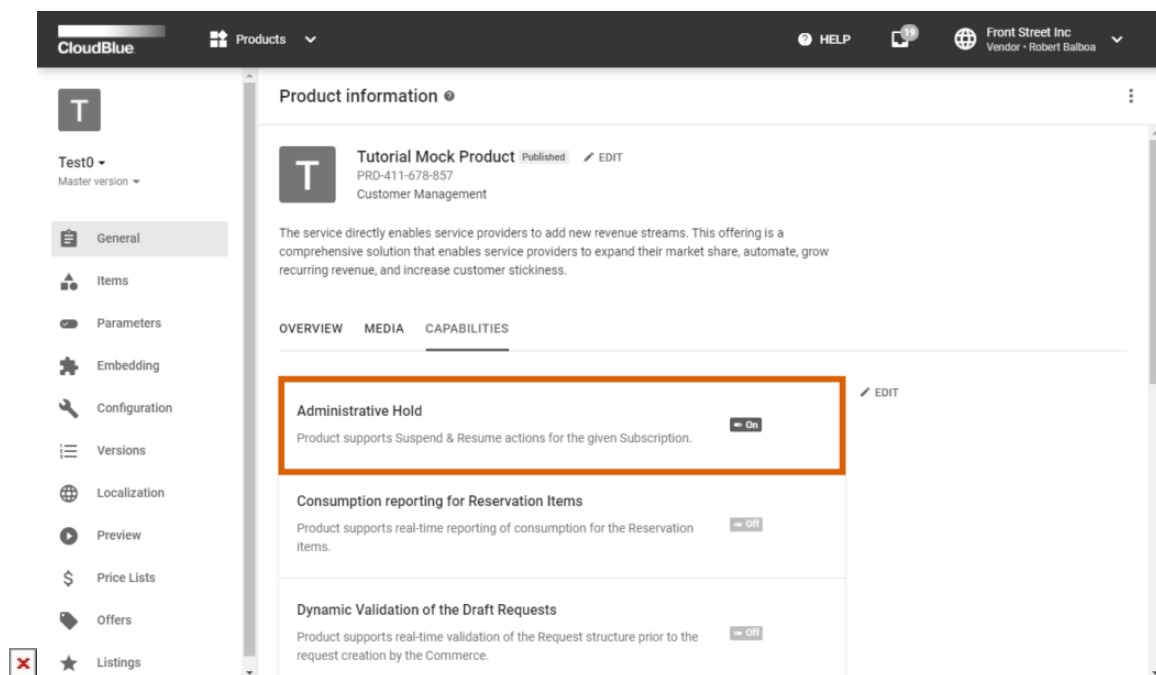 CloudBlue
Products
HELP
19
Front Street Inc
Vendor • Robert Balboa
T
Test0
Master version
General
Items
Parameters
Embedding
Configuration
Versions
Localization
Preview
Price Lists
Offers
Listings
Product information
T
Tutorial Mock Product Published EDIT
PRD-411-678-857
Customer Management
The service directly enables service providers to add new revenue streams. This offering is a
comprehensive solution that enables service providers to expand their market share, automate, grow
recurring revenue, and increase customer stickiness.
OVERVIEW MEDIA CAPABILITIES
EDIT
Administrative Hold
On
Product supports Suspend & Resume actions for the given Subscription.
Consumption reporting for Reservation Items
Product supports real-time reporting of consumption for the Reservation
Off
items.
Dynamic Validation of the Draft Requests
Product supports real-time validation of the Request structure prior to the
Off
request creation by the Commerce.